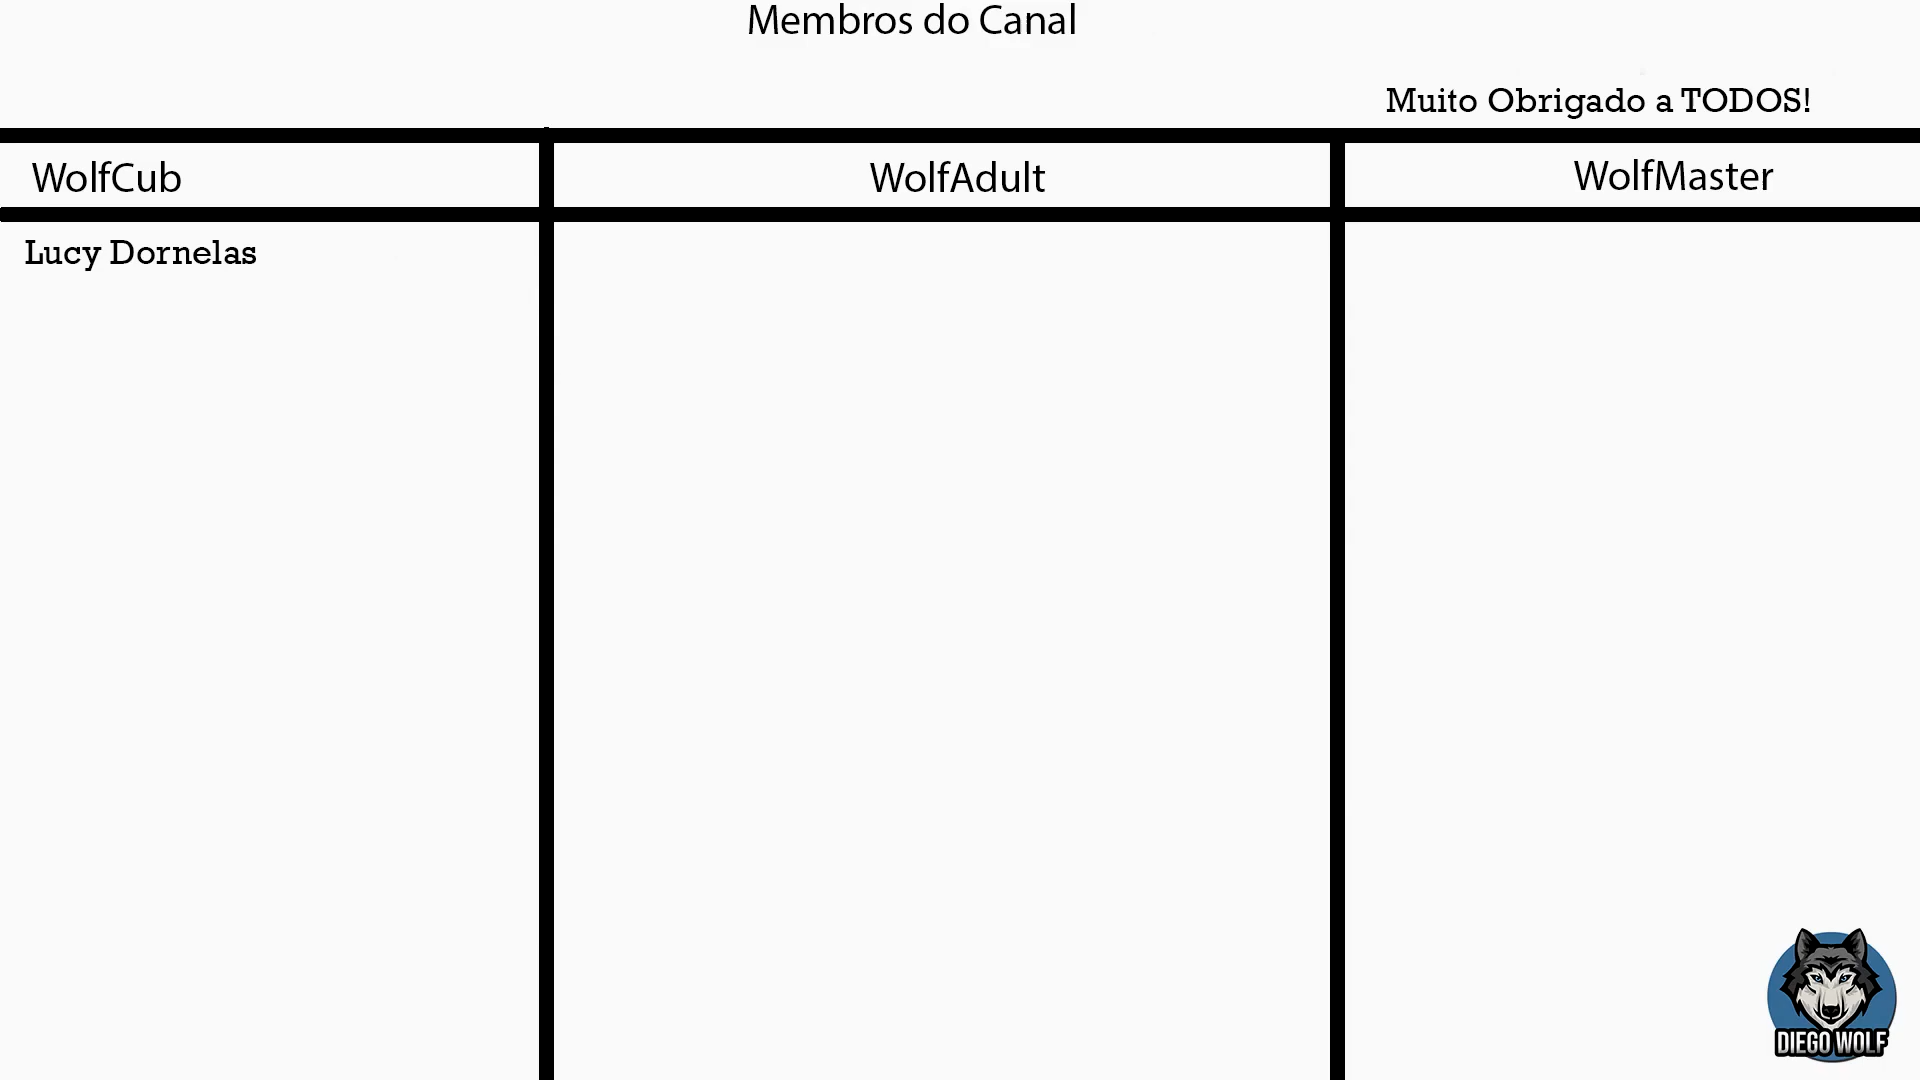 Membros do Canal
Muito Obrigado a TODOS!
WolfCub
WolfAdult
WolfMaster
Lucy Dornelas
DIEGO WOLF